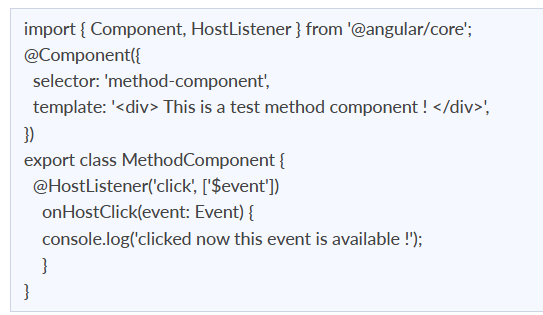 import { Component, HostListener } from '@angular/core';
@Component({
selector: 'method-component',
template: '<div> This is a test method component ! </div>',
})
export class MethodComponent {
@HostListener('click', ['$event'])
onHostClick(event: Event) {
console.log('clicked now this event is available !');
}
}